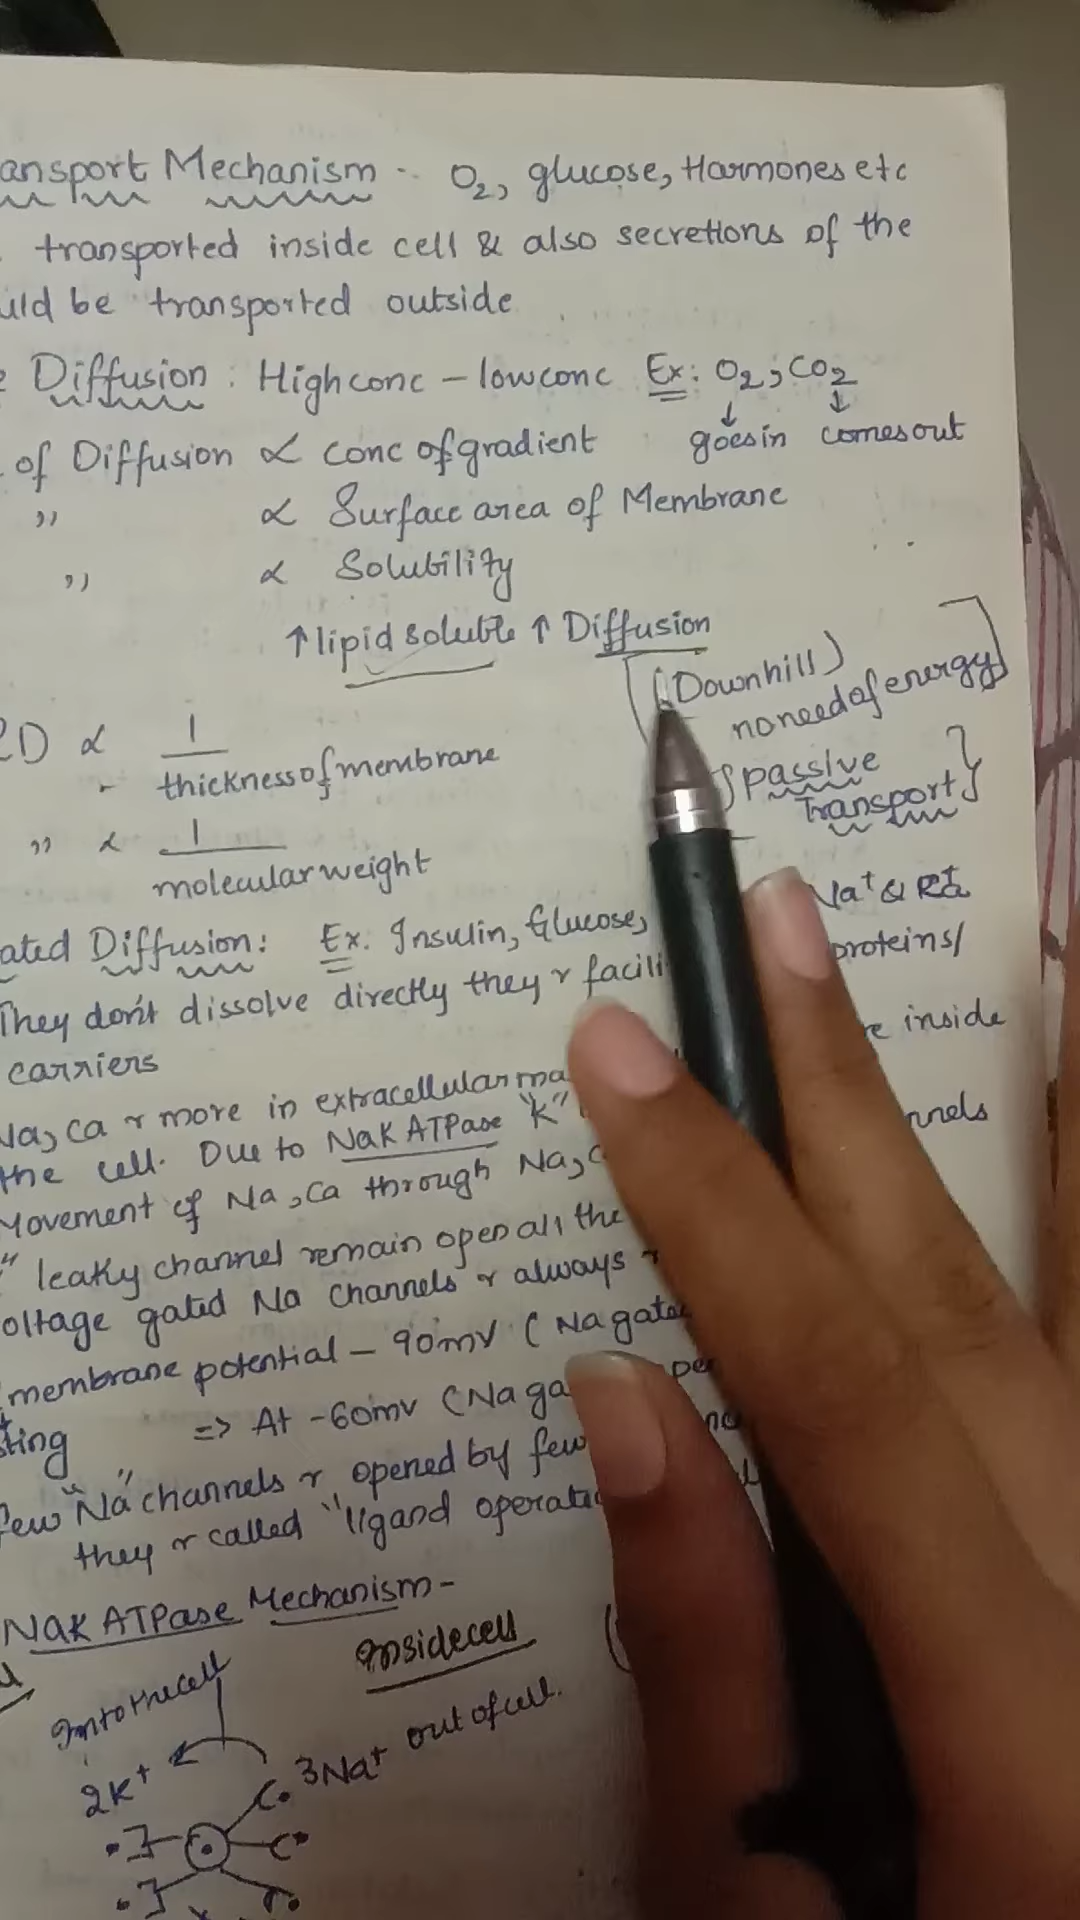 ansport Mechanism - O2, glucose, Harmones etc
transported inside cell & also secretions of the
uld be transported outside
e Diffusion : High conc - low conc Ex: O2, CO2
↓ goes in ↓ comes out
of Diffusion ∝ conc of gradient
" ∝ Surface area of Membrane
" ∝ Solubility
↑ lipid soluble ↑ Diffusion
(Downhill)
no need of energy
∝ 1
thickness of membrane
{passive
Transport}
" ∝ 1
molecular weight
ated Diffusion: Ex: Insulin, Glucose, Na+ &
They don't dissolve directly they r facili proteins/
carriers
Na, Ca r more in extracellular ma e inside
the cell. Due to NaK ATPase "K" nnels
Movement of Na, Ca through Na, C
" leaky channel remain open all the
oltage gated Na channels r always r
membrane potential - 90mv (Na gate
sting => At -60mv (Na ga pe
few "Na" channels r opened by few
they r called "ligand operate
NaK ATPase Mechanism-
Inside cell
Into the cell
out of cell.
2K+ 3Na+